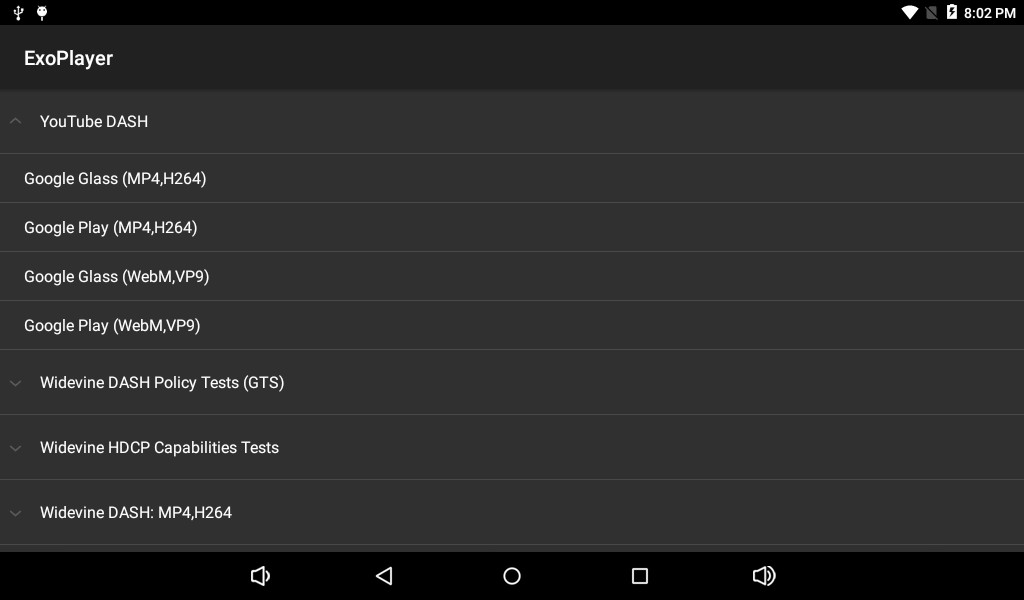 8:02 PM
ExoPlayer
YouTube DASH
Google Glass (MP4,H264)
Google Play (MP4,H264)
Google Glass (WebM,VP9)
Google Play (WebM,VP9)
Widevine DASH Policy Tests (GTS)
Widevine HDCP Capabilities Tests
Widevine DASH: MP4,H264